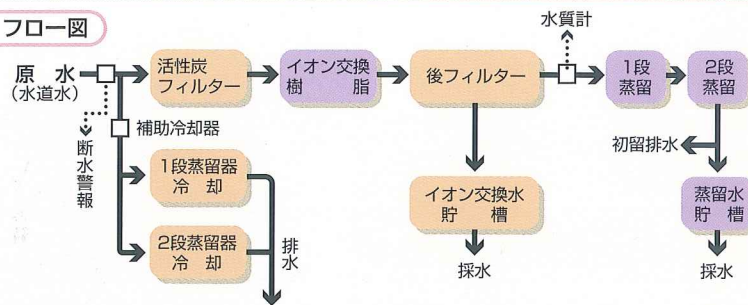 フロー図
水質計
原 水
(水道水)
活性炭
フィルター
イオン交換
樹 脂
後フィルター
1段
蒸留
2段
蒸留
補助冷却器
断水警報
初留排水
1段蒸留器
冷 却
イオン交換水
貯 槽
蒸留水
貯 槽
2段蒸留器
冷 却
排水
採水
採水